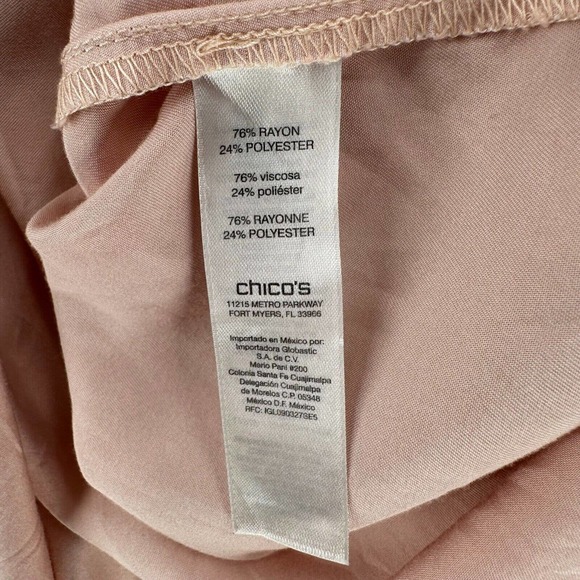 76% RAYON
24% POLYESTER
76% viscosa
24% poliéster
76% RAYONNE
24% POLYESTER
chico's
11215 METRO PARKWAY
FORT MYERS, FL 33966
Importado en México por:
Importadora Globastic
S.A. de C.V.
Mario Pani #200
Colonia Santa Fe Cuajimalpa
Delegación Cuajimalpa
de Morelos C.P. 05348
México D.F. México
RFC: IGL090327SE5